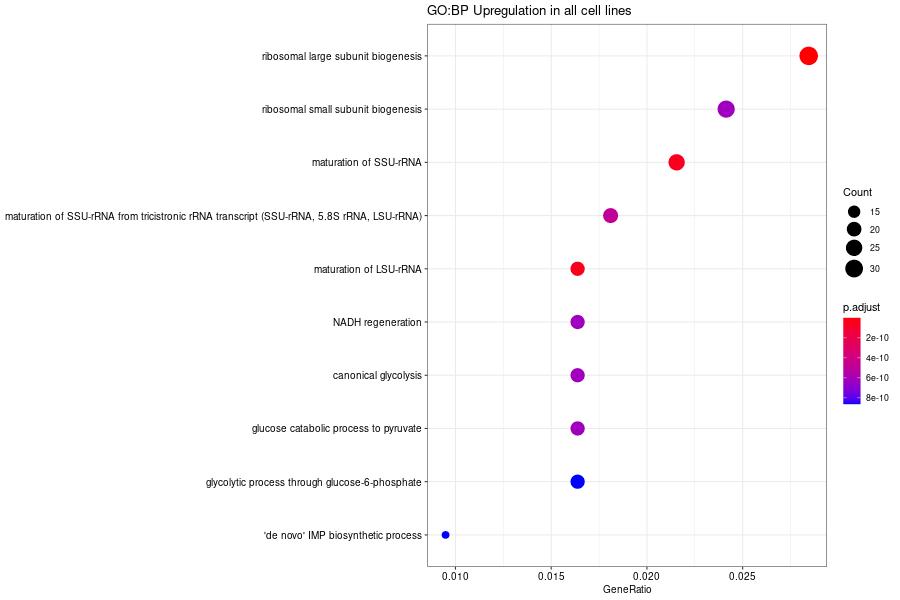 GO:BP Upregulation in all cell lines
ribosomal large subunit biogenesis
ribosomal small subunit biogenesis
maturation of SSU-rRNA
maturation of SSU-rRNA from tricistronic rRNA transcript (SSU-rRNA, 5.8S rRNA, LSU-rRNA)
maturation of LSU-rRNA
NADH regeneration
canonical glycolysis
glucose catabolic process to pyruvate
glycolytic process through glucose-6-phosphate
'de novo' IMP biosynthetic process
0.010 0.015 0.020 0.025
GeneRatio
Count
15
20
25
30
p.adjust
2e-10
4e-10
6e-10
8e-10